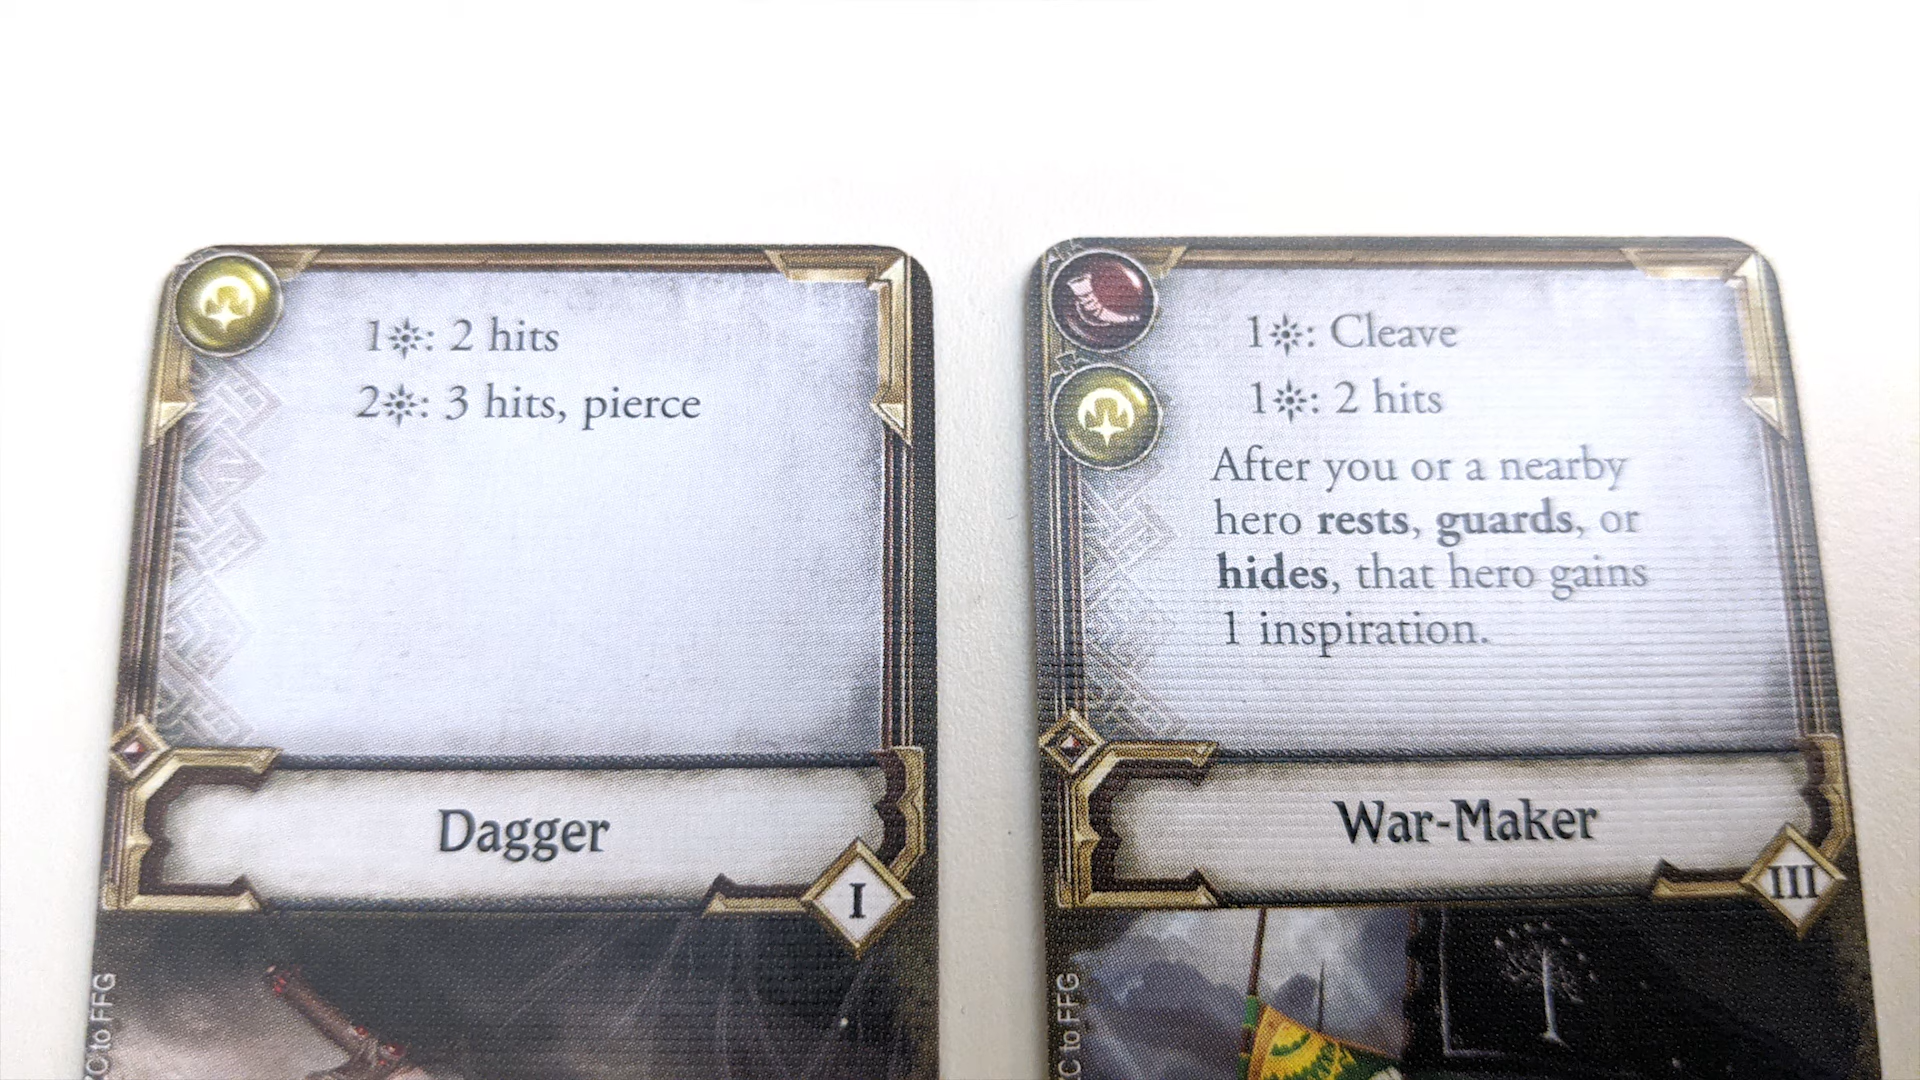 1✹: 2 hits
2✹: 3 hits, pierce
Dagger
I
C to FFG
1✹: Cleave
1✹: 2 hits
After you or a nearby
hero rests, guards, or
hides, that hero gains
1 inspiration.
War-Maker
III
C to FFG